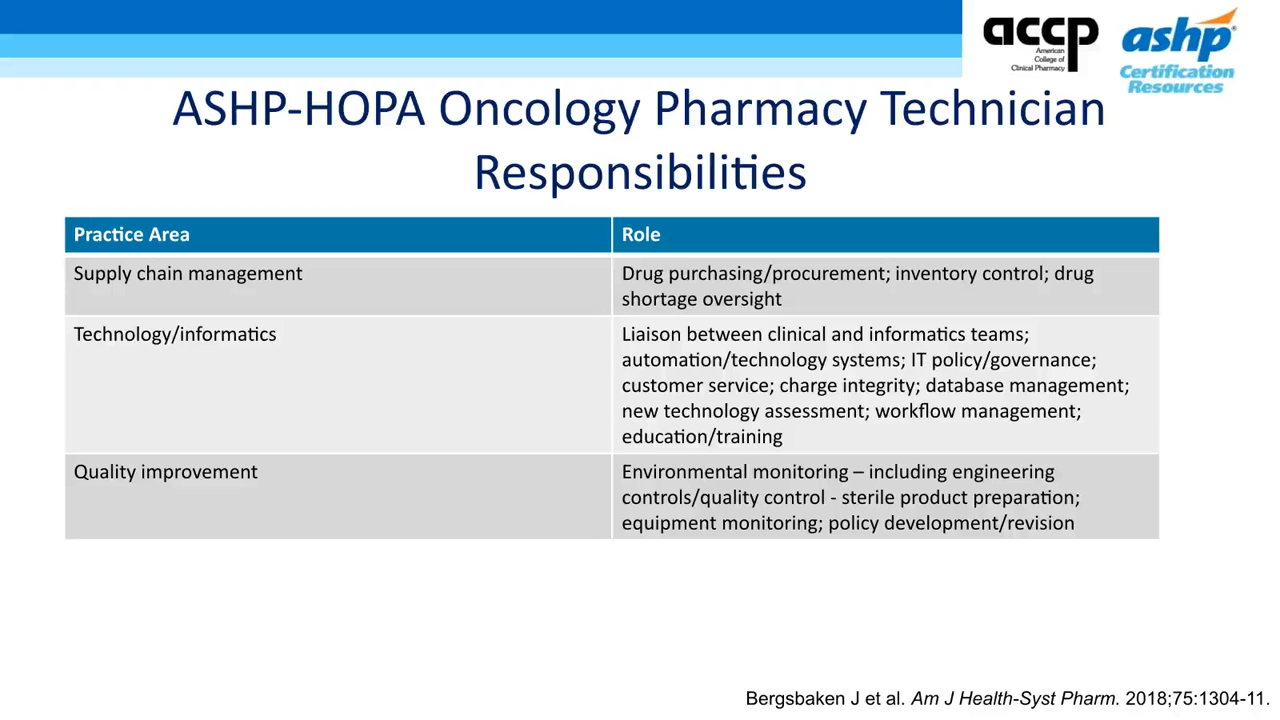 accp
American
College of
Clinical Pharmacy
ashp
Certification
Resources
ASHP-HOPA Oncology Pharmacy Technician
Responsibilities
Practice Area
Role
Supply chain management
Drug purchasing/procurement; inventory control; drug
shortage oversight
Technology/informatics
Liaison between clinical and informatics teams;
automation/technology systems; IT policy/governance;
customer service; charge integrity; database management;
new technology assessment; workflow management;
education/training
Quality improvement
Environmental monitoring – including engineering
controls/quality control - sterile product preparation;
equipment monitoring; policy development/revision
Bergsbaken J et al. Am J Health-Syst Pharm. 2018;75:1304-11.